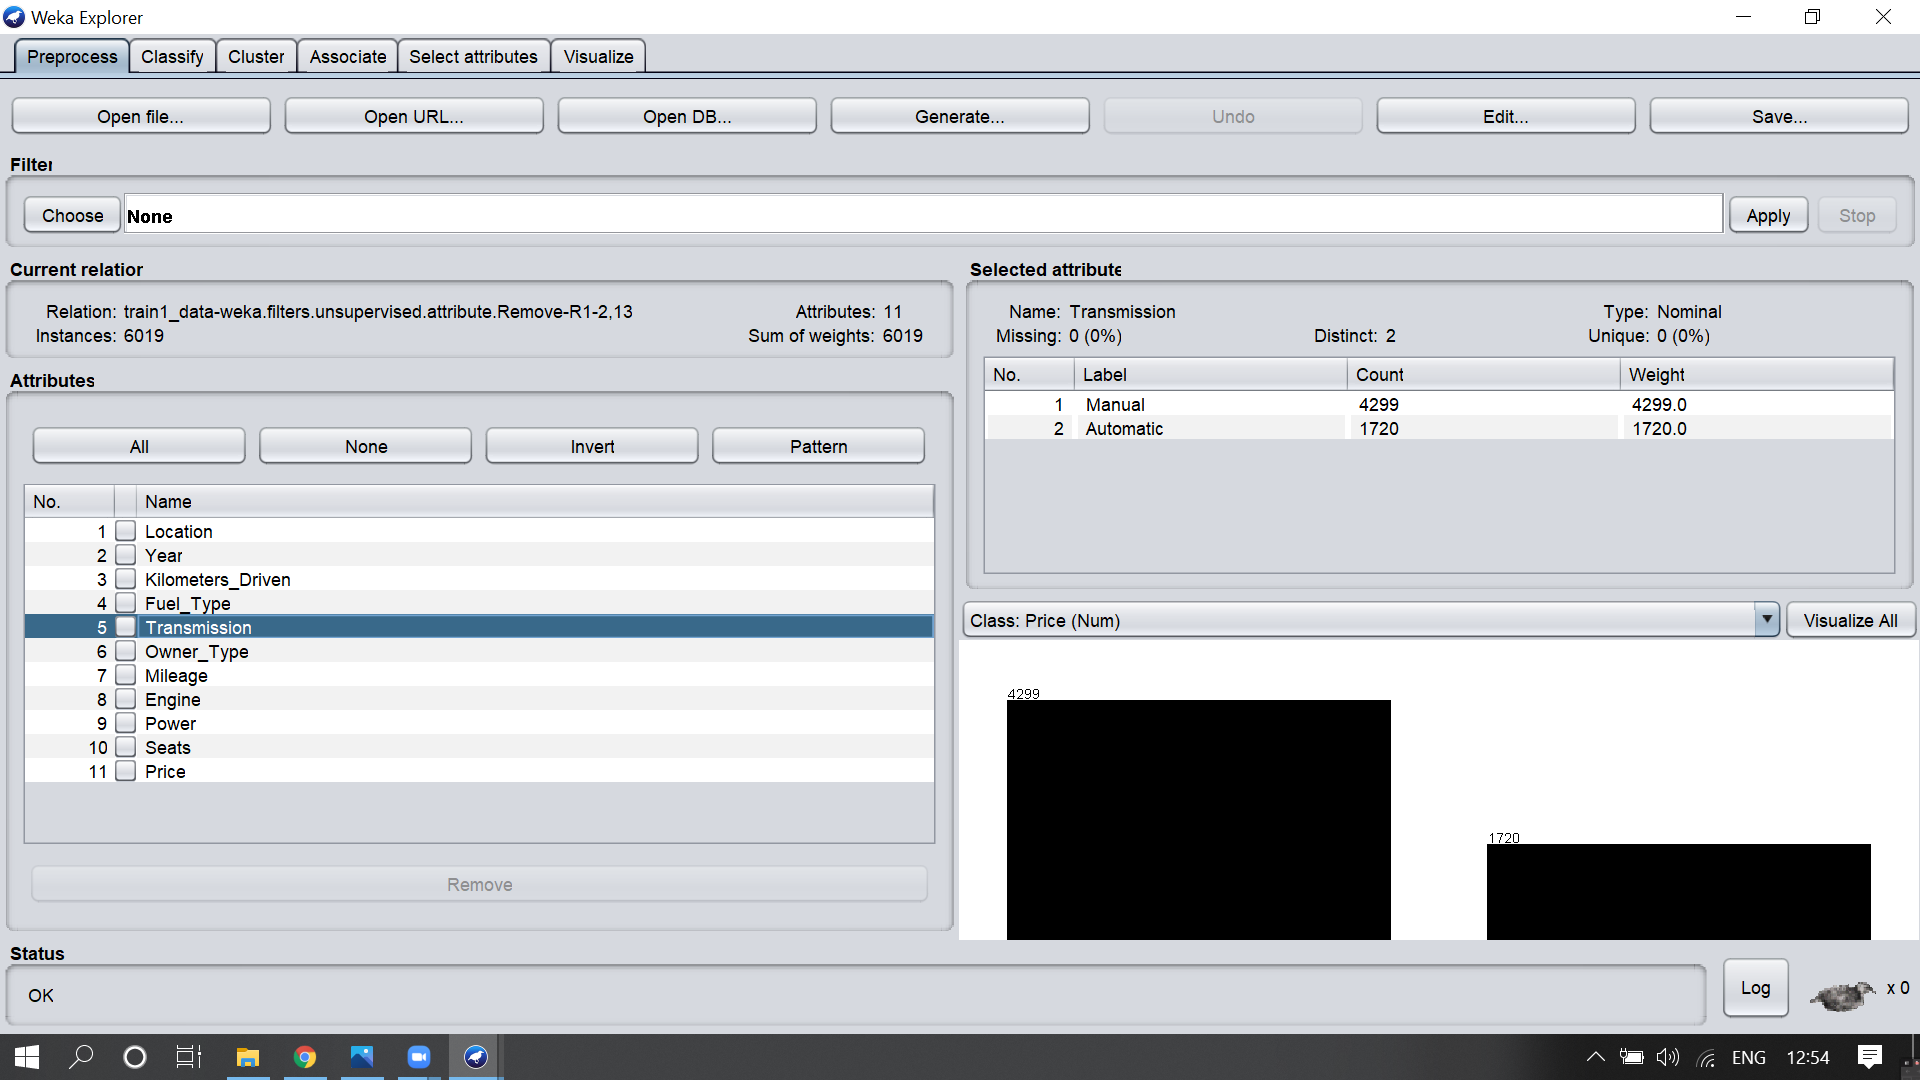 Weka Explorer
Preprocess Classify Cluster Associate Select attributes Visualize
Open file... Open URL... Open DB... Generate... Undo Edit... Save...
Filter
Choose None Apply Stop
Current relation
Relation: train1_data-weka.filters.unsupervised.attribute.Remove-R1-2,13 Attributes: 11
Instances: 6019 Sum of weights: 6019
Attributes
All None Invert Pattern
No. Name
1 Location
2 Year
3 Kilometers_Driven
4 Fuel_Type
5 Transmission
6 Owner_Type
7 Mileage
8 Engine
9 Power
10 Seats
11 Price
Remove
Selected attribute
Name: Transmission Type: Nominal
Missing: 0 (0%) Distinct: 2 Unique: 0 (0%)
No. Label Count Weight
1 Manual 4299 4299.0
2 Automatic 1720 1720.0
Class: Price (Num) Visualize All
4299
1720
Status
OK
Log x 0
ENG 12:54